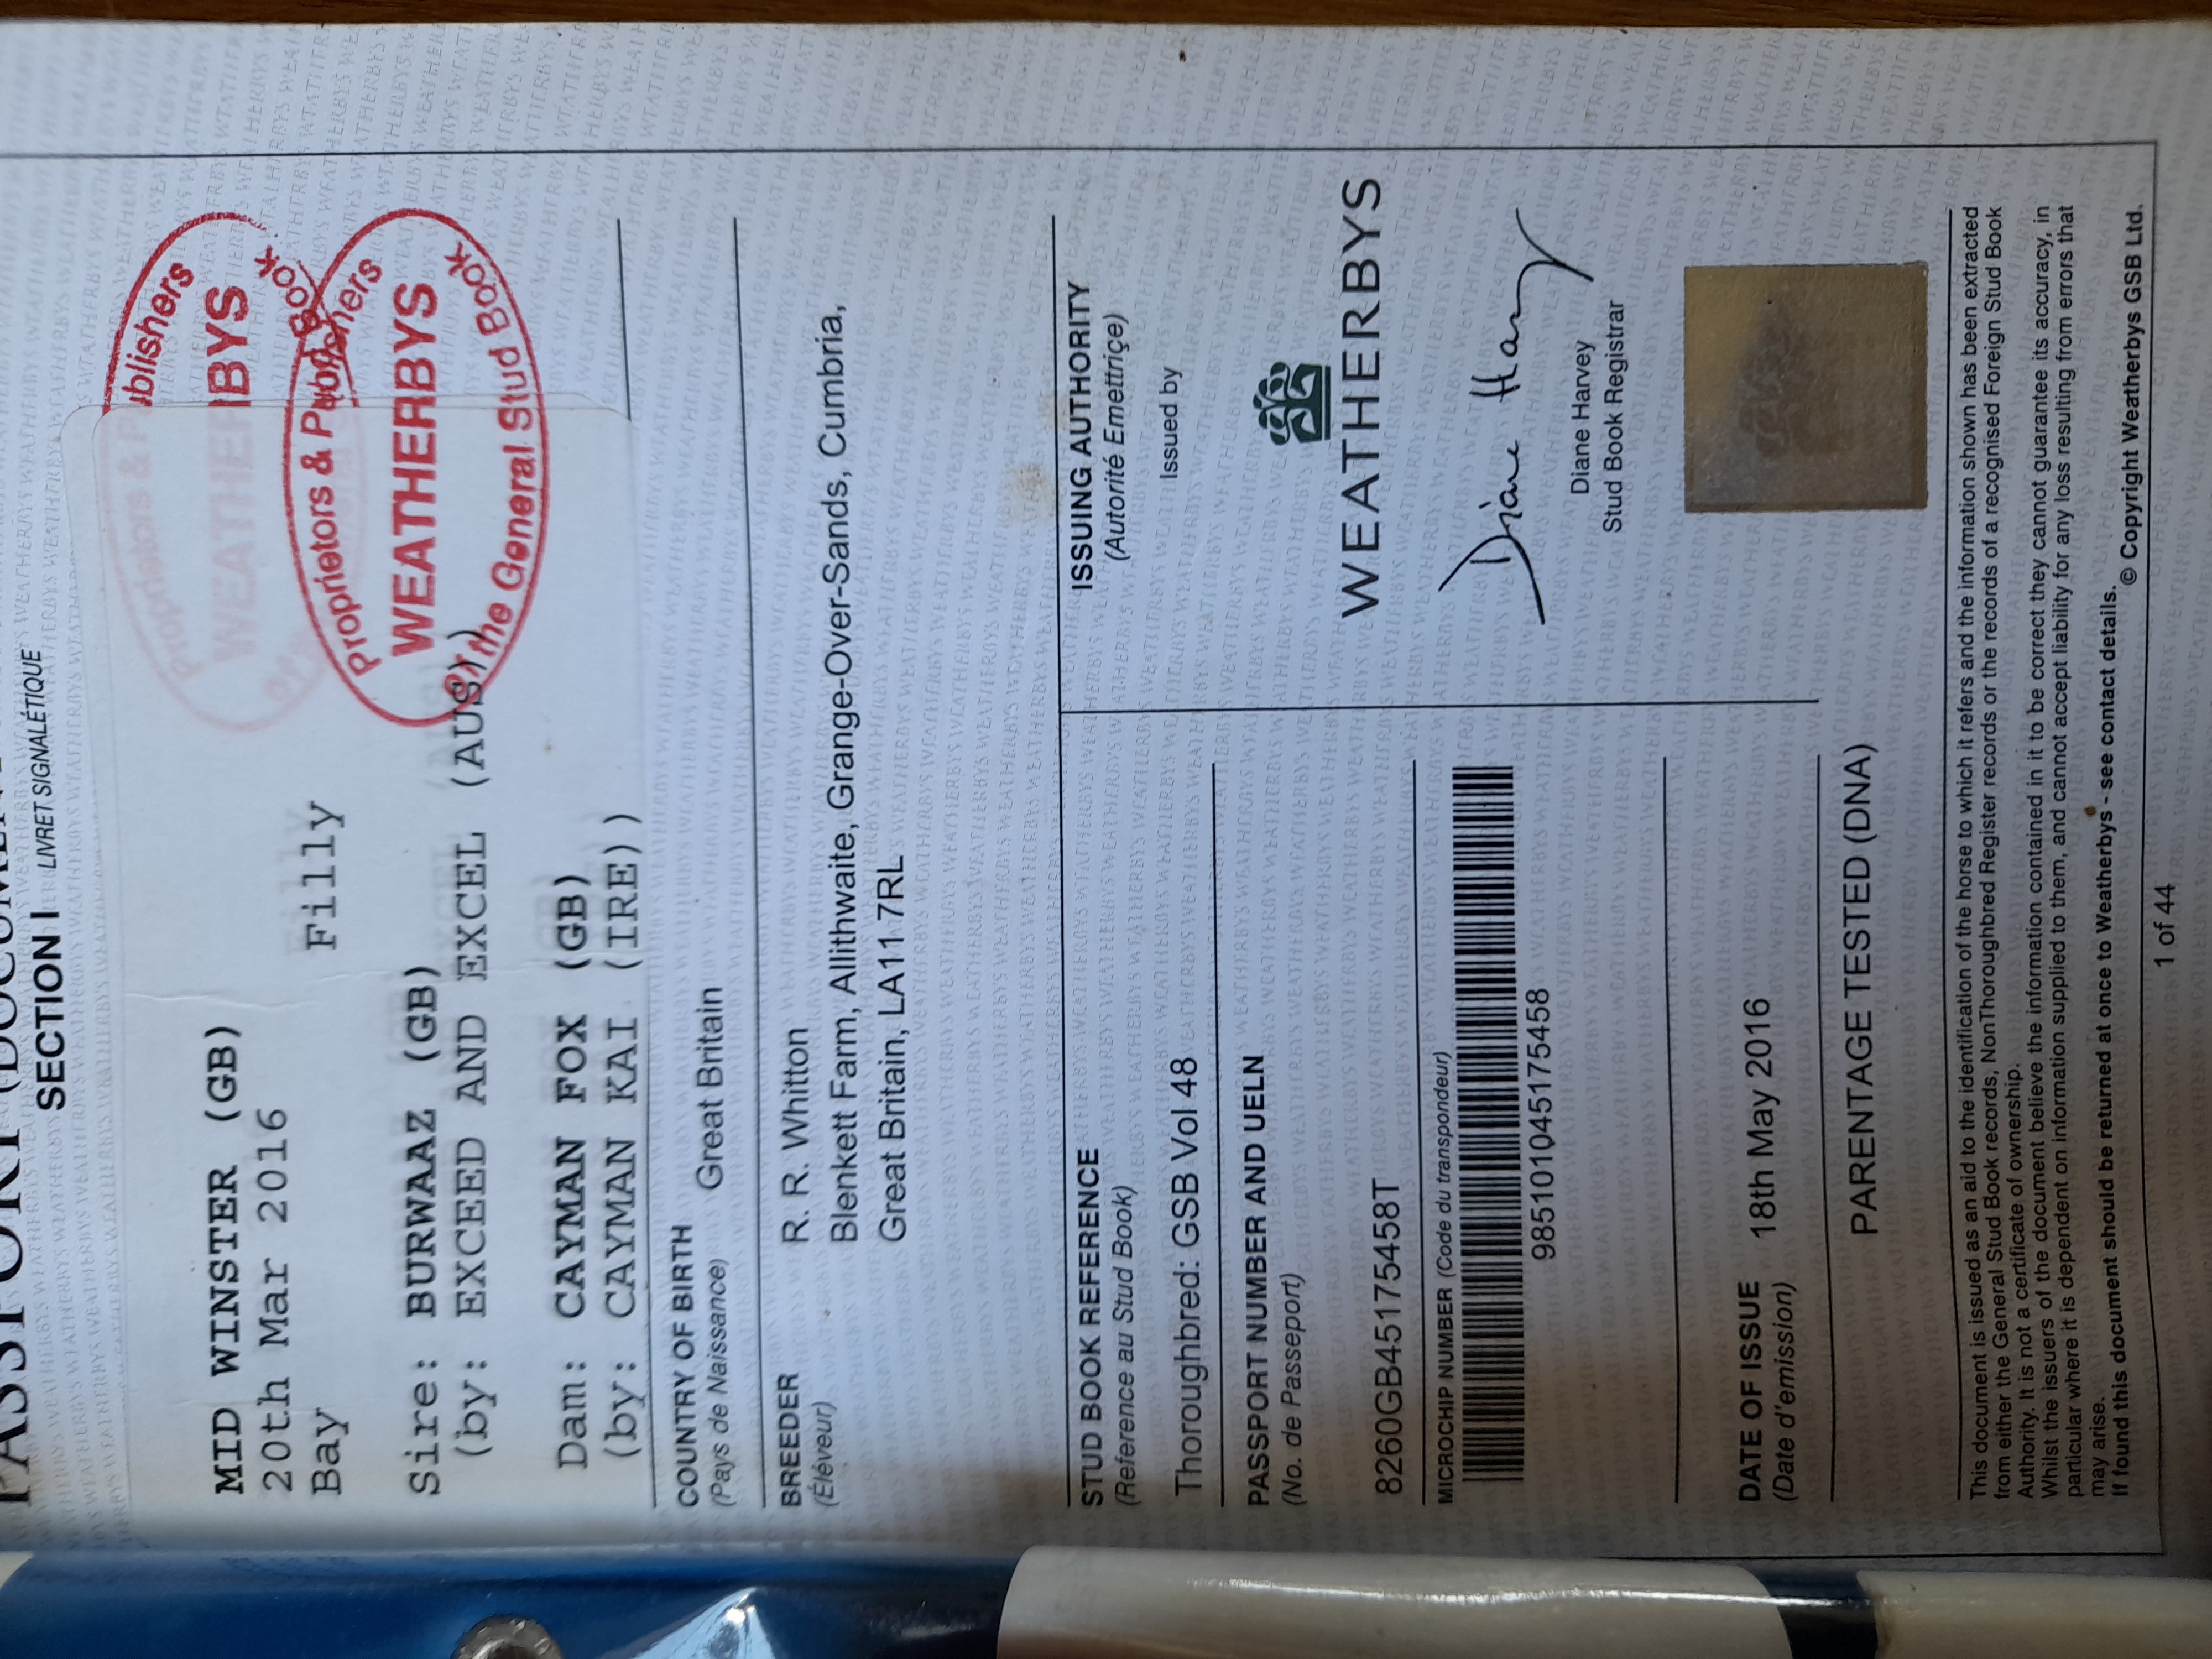 SECTION I LIVRET SIGNALÉTIQUE
Proprietors & Publishers
WEATHERBYS
Book
Proprietors & Publishers
WEATHERBYS
of the General Stud Book
MID WINSTER (GB)
20th Mar 2016
Bay Filly
Sire: BURWAAZ (GB)
(by: EXCEED AND EXCEL (AUS)
Dam: CAYMAN FOX (GB)
(by: CAYMAN KAI (IRE))
COUNTRY OF BIRTH
(Pays de Naissance) Great Britain
BREEDER R. R. Whitton
(Éléveur) Blenkett Farm, Allithwaite, Grange-Over-Sands, Cumbria,
Great Britain, LA11 7RL
STUD BOOK REFERENCE
(Reference au Stud Book)
Thoroughbred: GSB Vol 48
PASSPORT NUMBER AND UELN
(No. de Passeport)
8260GB45175458T
MICROCHIP NUMBER (Code du transpondeur)
985101045175458
DATE OF ISSUE 18th May 2016
(Date d'emission)
PARENTAGE TESTED (DNA)
ISSUING AUTHORITY
(Autorité Emettriçe)
Issued by
WEATHERBYS
Diane Harvey
Diane Harvey
Stud Book Registrar
This document is issued as an aid to the identification of the horse to which it refers and the information shown has been extracted
from either the General Stud Book records, NonThoroughbred Register records or the records of a recognised Foreign Stud Book
Authority. It is not a certificate of ownership.
Whilst the issuers of the document believe the information contained in it to be correct they cannot guarantee its accuracy, in
particular where it is dependent on information supplied to them, and cannot accept liability for any loss resulting from errors that
may arise.
If found this document should be returned at once to Weatherbys - see contact details.
© Copyright Weatherbys GSB Ltd.
1 of 44